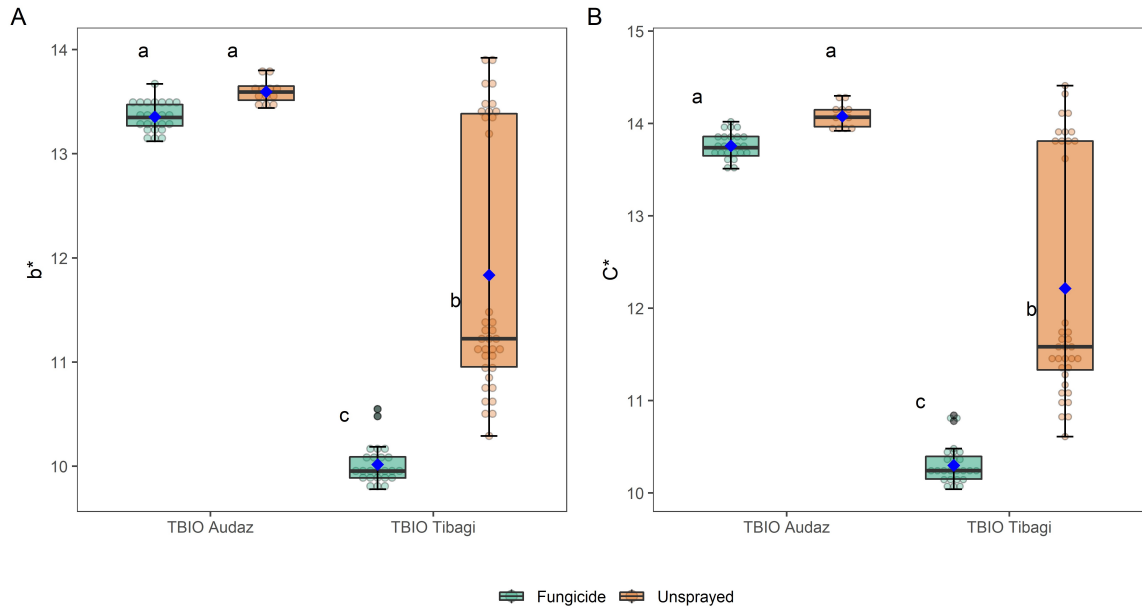 A
b*
14
13
12
11
10
a
a
b
c
TBIO Audaz
TBIO Tibagi
B
C*
15
14
13
12
11
10
a
a
b
c
TBIO Audaz
TBIO Tibagi
Fungicide
Unsprayed